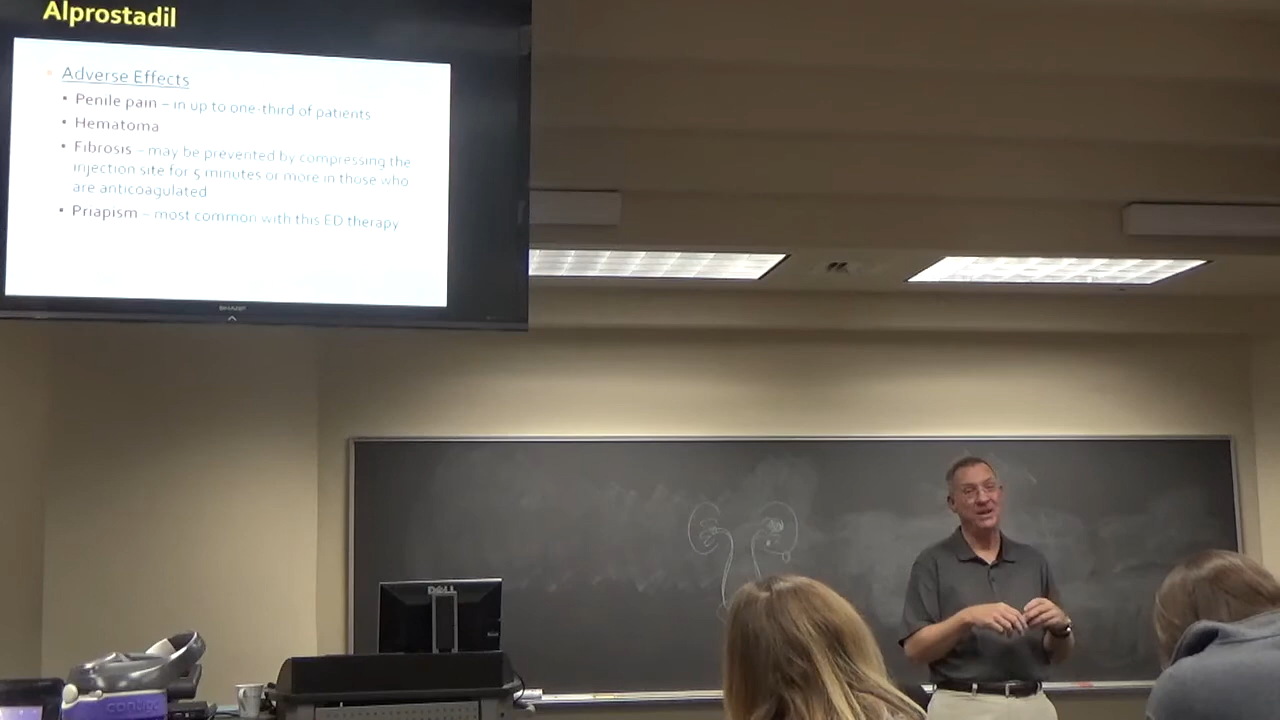 Alprostadil
Adverse Effects
Penile pain – in up to one-third of patients
Hematoma
Fibrosis – may be prevented by compressing the
injection site for 5 minutes or more in those who
are anticoagulated
Priapism – most common with this ED therapy
SHARP
DELL
contigo